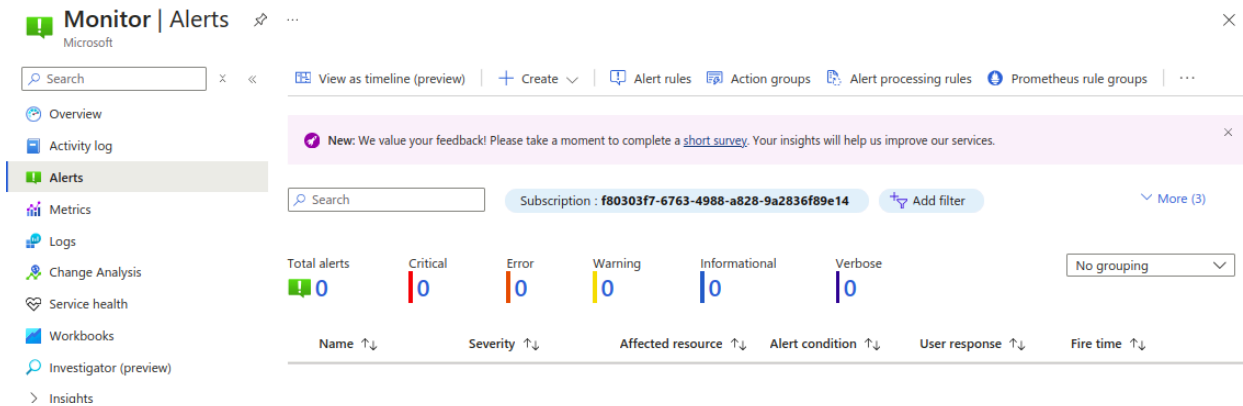 Monitor | Alerts
Microsoft
Search
View as timeline (preview) Create Alert rules Action groups Alert processing rules Prometheus rule groups
Overview
Activity log
Alerts
Metrics
Logs
Change Analysis
Service health
Workbooks
Investigator (preview)
Insights
New: We value your feedback! Please take a moment to complete a short survey. Your insights will help us improve our services.
Search Subscription : f80303f7-6763-4988-a828-9a2836f89e14 Add filter More (3)
Total alerts Critical Error Warning Informational Verbose
0 0 0 0 0 0
No grouping
Name Severity Affected resource Alert condition User response Fire time